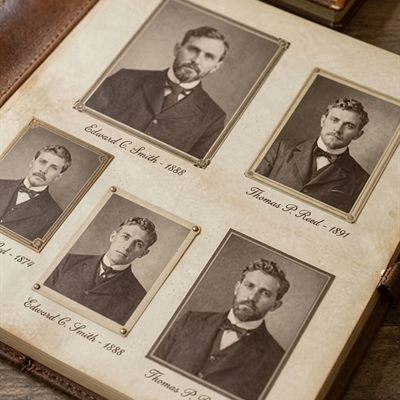 Edward C. Smith - 1888
Thomas P. Reed - 1891
- 1874
Edward C. Smith - 1888
Thomas P.